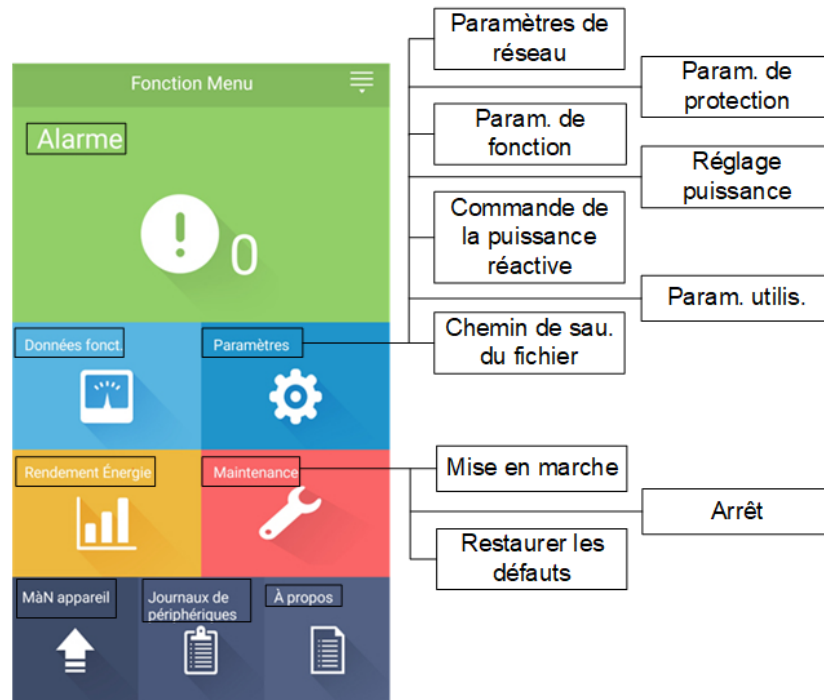 Fonction Menu
Alarme
0
Données fonct.
Paramètres
Rendement Énergie
Maintenance
MàN appareil
Journaux de
périphériques
À propos
Paramètres de
réseau
Param. de
protection
Param. de
fonction
Réglage
puissance
Commande de
la puissance
réactive
Param. utilis.
Chemin de sau.
du fichier
Mise en marche
Arrêt
Restaurer les
défauts